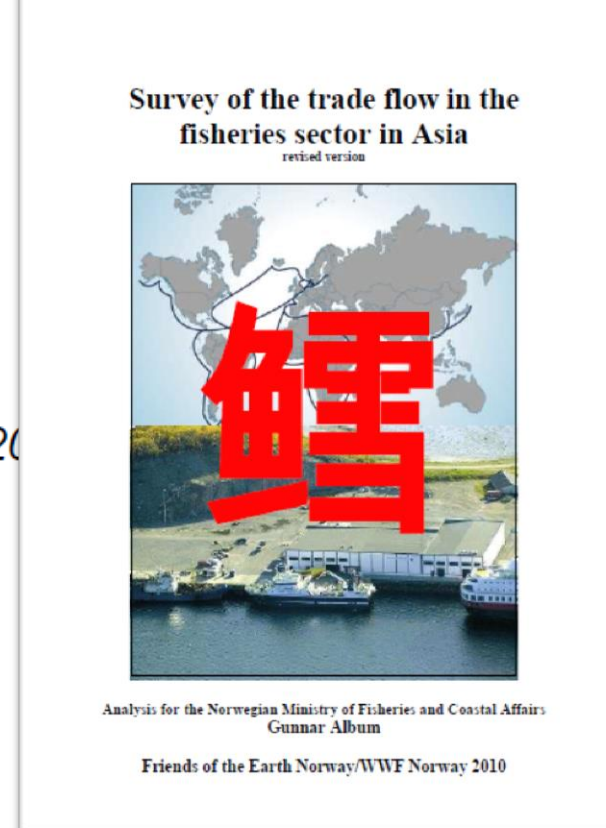 Survey of the trade flow in the
fisheries sector in Asia
revised version
鳕
Analysis for the Norwegian Ministry of Fisheries and Coastal Affairs
Gunnar Album
Friends of the Earth Norway/WWF Norway 2010